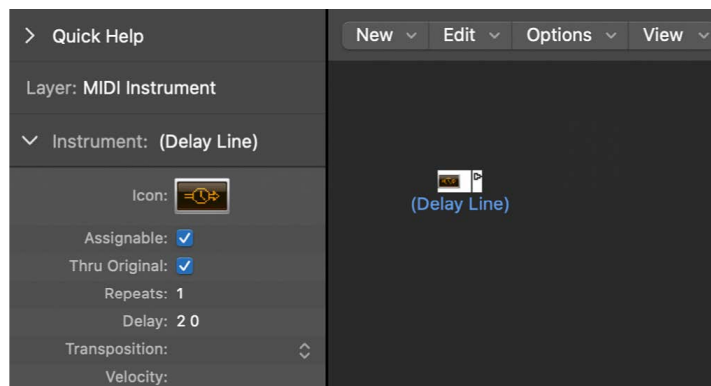 Quick Help
New Edit Options View
Layer: MIDI Instrument
Instrument: (Delay Line)
Icon:
(Delay Line)
Assignable:
Thru Original:
Repeats: 1
Delay: 2 0
Transposition:
Velocity: